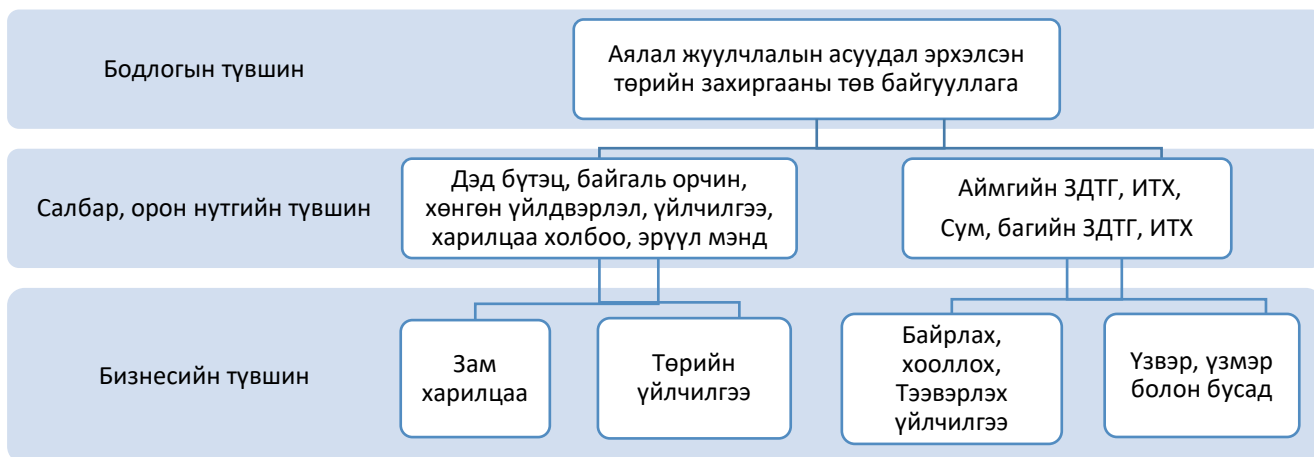 Бодлогын түвшин
Аялал жуулчлалын асуудал эрхэлсэн
төрийн захиргааны төв байгууллага
Салбар, орон нутгийн түвшин
Дэд бүтэц, байгаль орчин,
хөнгөн үйлдвэрлэл, үйлчилгээ,
харилцаа холбоо, эрүүл мэнд
Аймгийн ЗДТГ, ИТХ,
Сум, багийн ЗДТГ, ИТХ
Бизнесийн түвшин
Зам
харилцаа
Төрийн
үйлчилгээ
Байрлах,
хооллох,
Тээвэрлэх
үйлчилгээ
Үзвэр, үзмэр
болон бусад